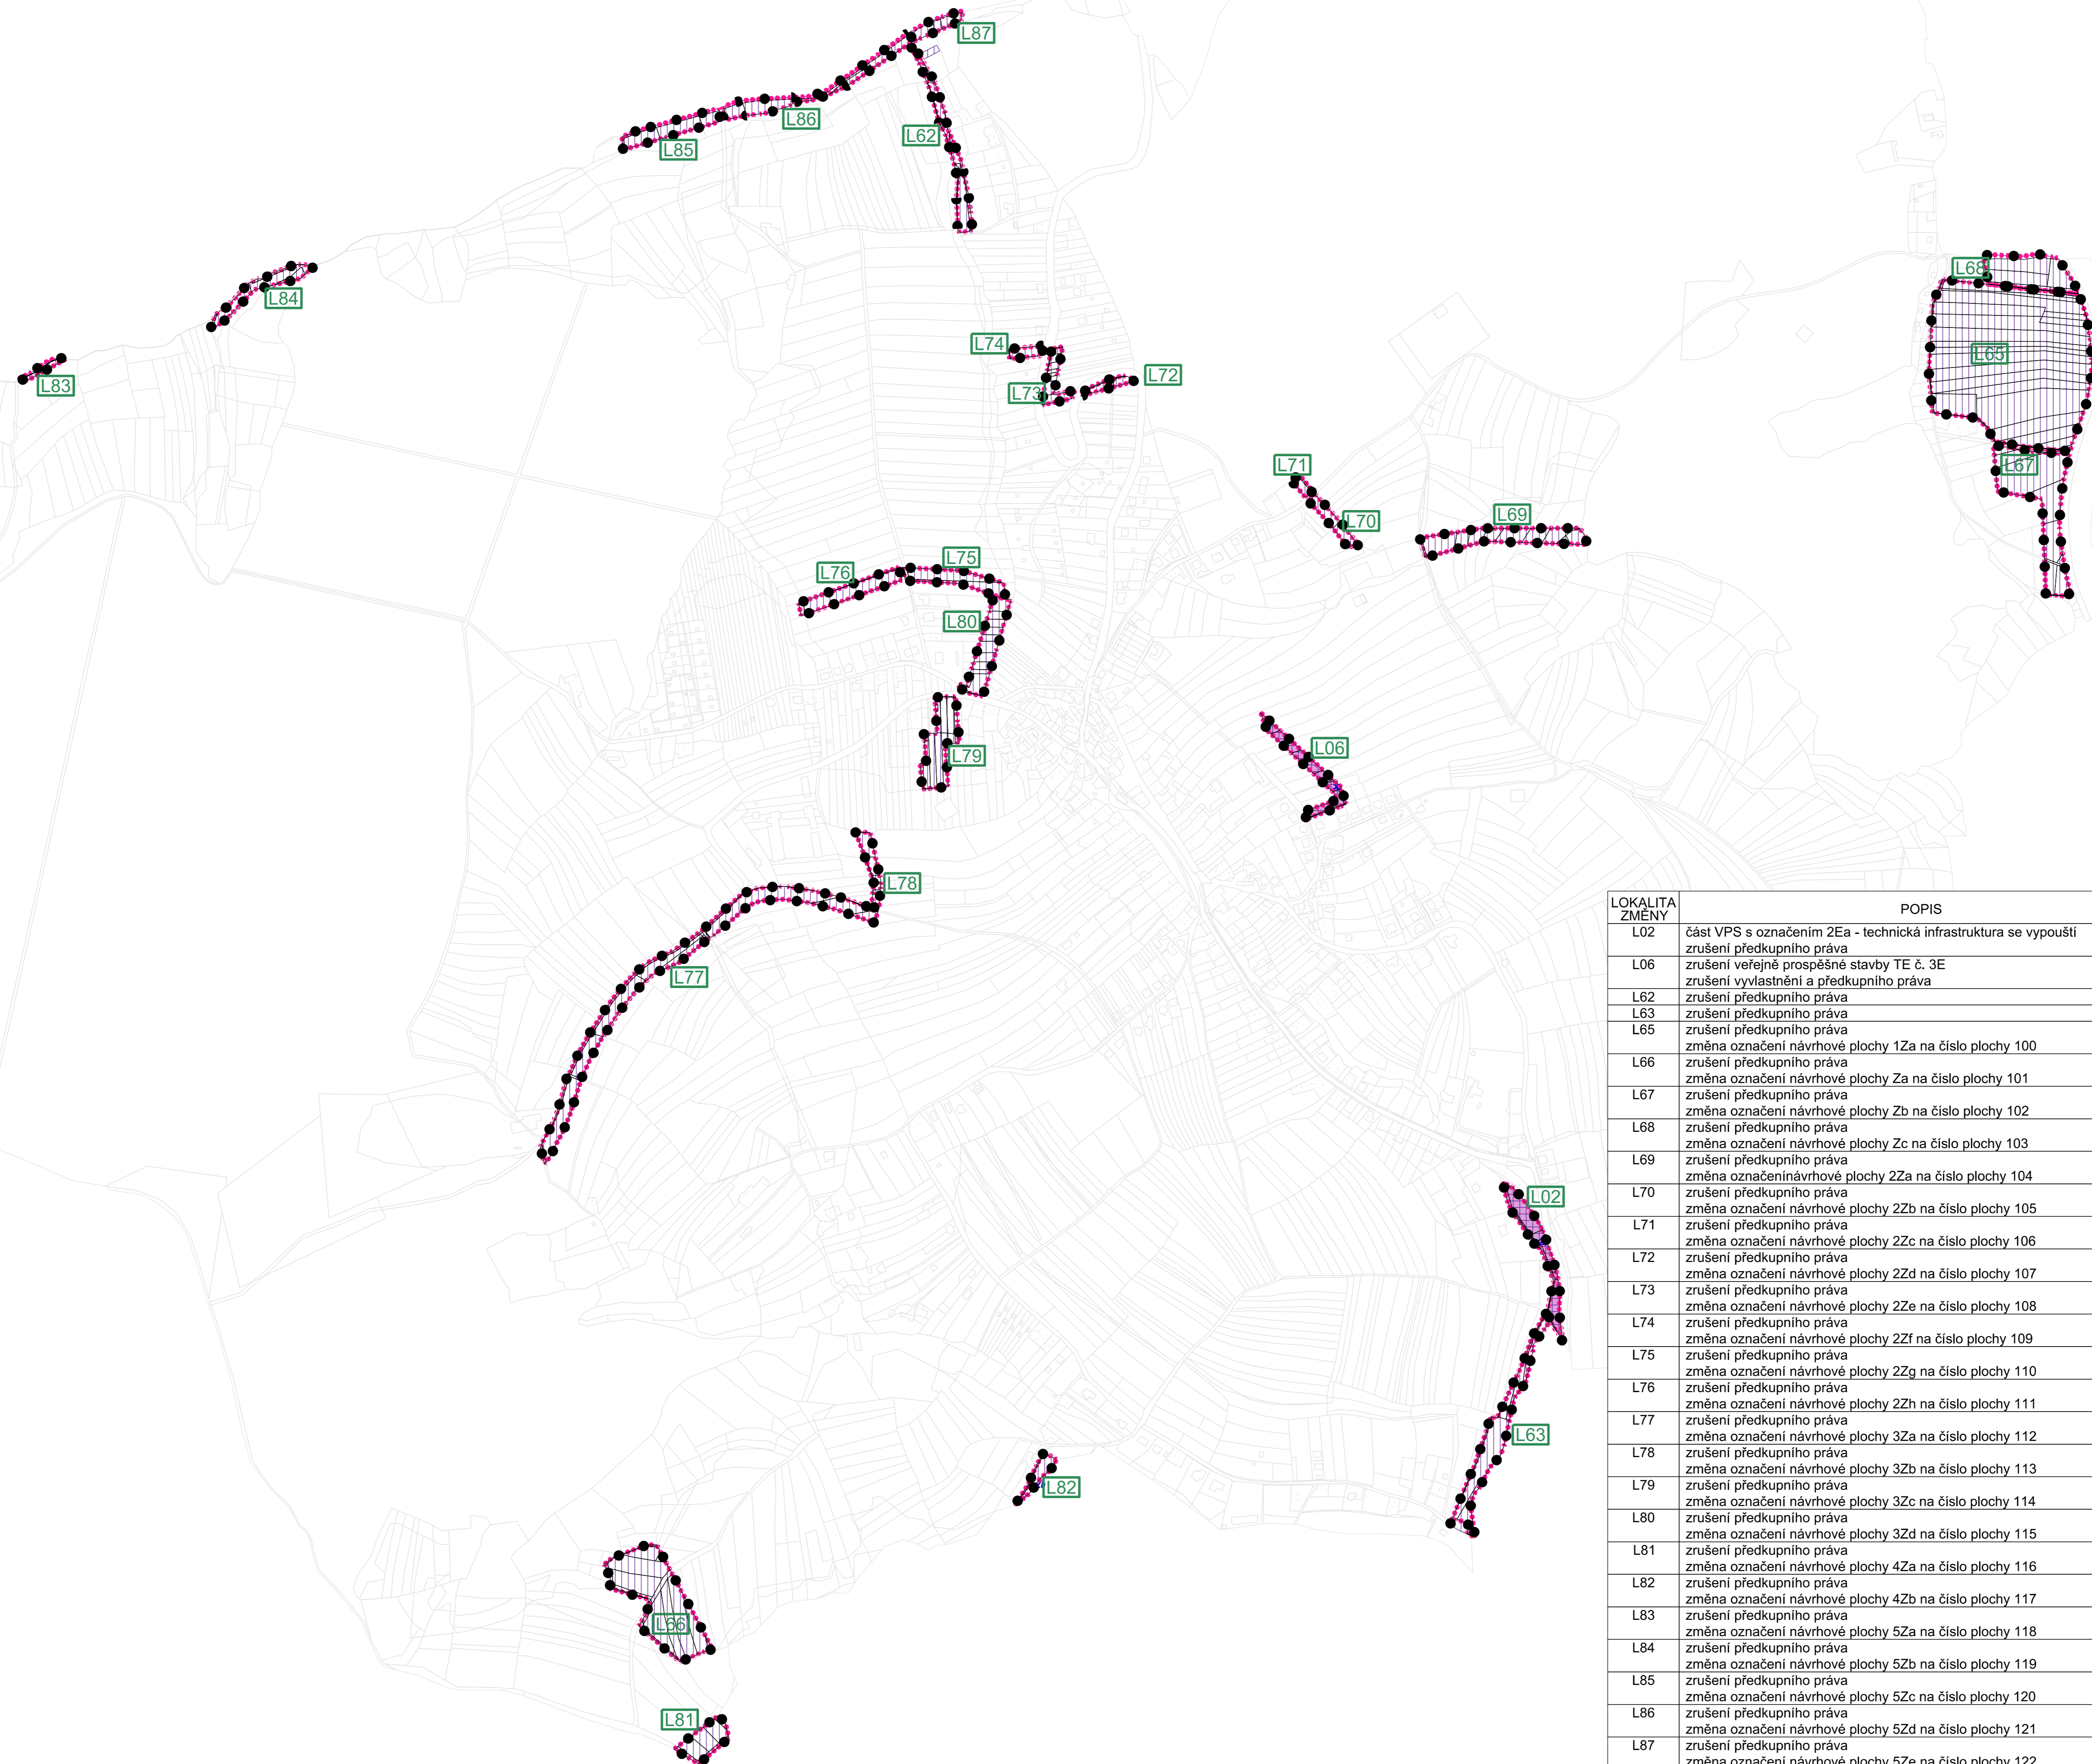 L87
L86
L62
L85
L84
L83
L68
L65
L67
L74
L72
L73
L71
L70
L69
L75
L76
L80
L79
L06
L78
L77
L02
L63
L82
L66
L81
LOKALITA ZMĚNY POPIS
L02 část VPS s označením 2Ea - technická infrastruktura se vypouští
zrušení předkupního práva
L06 zrušení veřejně prospěšné stavby TE č. 3E
zrušení vyvlastnění a předkupního práva
L62 zrušení předkupního práva
L63 zrušení předkupního práva
L65 zrušení předkupního práva
změna označení návrhové plochy 1Za na číslo plochy 100
L66 zrušení předkupního práva
změna označení návrhové plochy Za na číslo plochy 101
L67 zrušení předkupního práva
změna označení návrhové plochy Zb na číslo plochy 102
L68 zrušení předkupního práva
změna označení návrhové plochy Zc na číslo plochy 103
L69 zrušení předkupního práva
změna označenínávrhové plochy 2Za na číslo plochy 104
L70 zrušení předkupního práva
změna označení návrhové plochy 2Zb na číslo plochy 105
L71 zrušení předkupního práva
změna označení návrhové plochy 2Zc na číslo plochy 106
L72 zrušení předkupního práva
změna označení návrhové plochy 2Zd na číslo plochy 107
L73 zrušení předkupního práva
změna označení návrhové plochy 2Ze na číslo plochy 108
L74 zrušení předkupního práva
změna označení návrhové plochy 2Zf na číslo plochy 109
L75 zrušení předkupního práva
změna označení návrhové plochy 2Zg na číslo plochy 110
L76 zrušení předkupního práva
změna označení návrhové plochy 2Zh na číslo plochy 111
L77 zrušení předkupního práva
změna označení návrhové plochy 3Za na číslo plochy 112
L78 zrušení předkupního práva
změna označení návrhové plochy 3Zb na číslo plochy 113
L79 zrušení předkupního práva
změna označení návrhové plochy 3Zc na číslo plochy 114
L80 zrušení předkupního práva
změna označení návrhové plochy 3Zd na číslo plochy 115
L81 zrušení předkupního práva
změna označení návrhové plochy 4Za na číslo plochy 116
L82 zrušení předkupního práva
změna označení návrhové plochy 4Zb na číslo plochy 117
L83 zrušení předkupního práva
změna označení návrhové plochy 5Za na číslo plochy 118
L84 zrušení předkupního práva
změna označení návrhové plochy 5Zb na číslo plochy 119
L85 zrušení předkupního práva
změna označení návrhové plochy 5Zc na číslo plochy 120
L86 zrušení předkupního práva
změna označení návrhové plochy 5Zd na číslo plochy 121
L87 zrušení předkupního práva
změna označení návrhové plochy 5Ze na číslo plochy 122